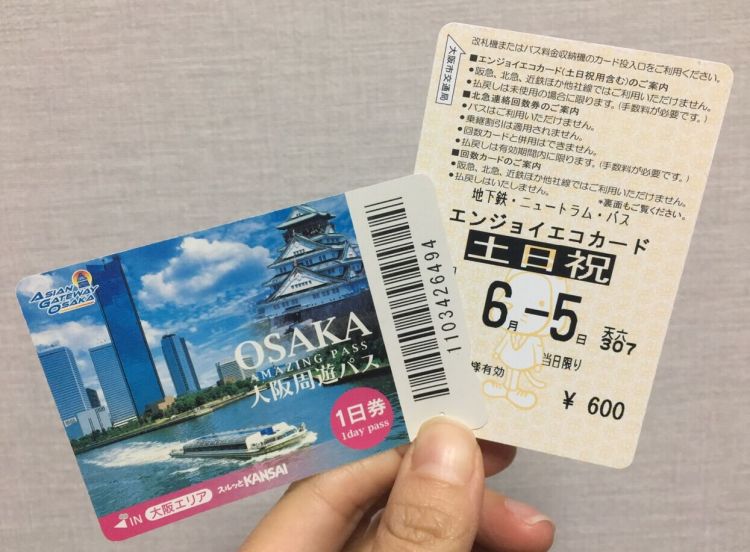 ASIAN
GATEWAY
OSAKA
OSAKA
AMAZING PASS
大阪周遊パス
1日券
1day pass
IN 大阪エリア スルッとKANSAI
1103426494
改札機またはバス料金収納機のカード投入口をご利用ください。
大阪市交通局
■エンジョイエコカード(土日祝用含む)のご案内
●阪急、北急、近鉄ほか他社線ではご利用いただけません。
●払戻しは未使用の場合に限ります。(手数料が必要です。)
■北急連絡回数券のご案内
●バスはご利用いただけません。
●乗継割引は適用されません。
●回数カードと併用はできません。
●払戻しは有効期間内に限ります。(手数料が必要です。)
■回数カードのご案内
●阪急、北急、近鉄ほか他社線ではご利用いただけません。
●払戻しはいたしません。
*裏面もご覧ください。
地下鉄・ニュートラム・バス
エンジョイエコカード
土日祝
6月-5日 天六
307
当日限り
様有効
¥ 600